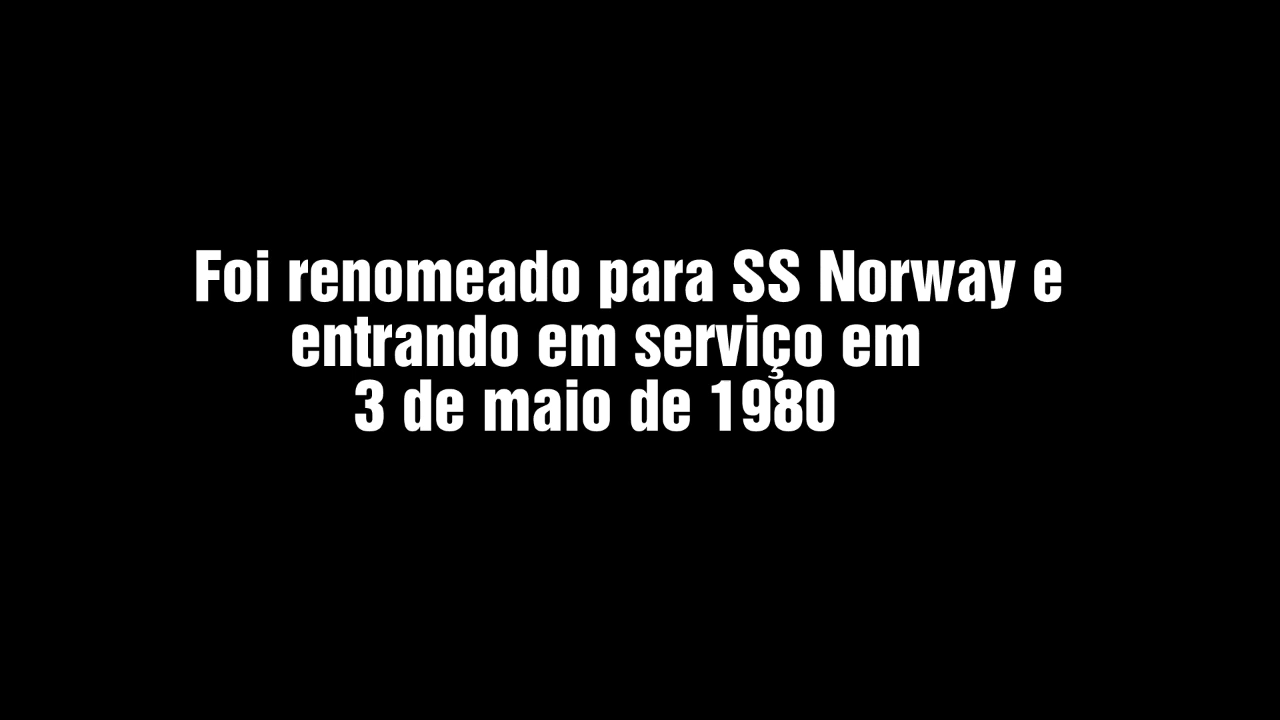 Foi renomeado para SS Norway e
entrando em serviço em
3 de maio de 1980